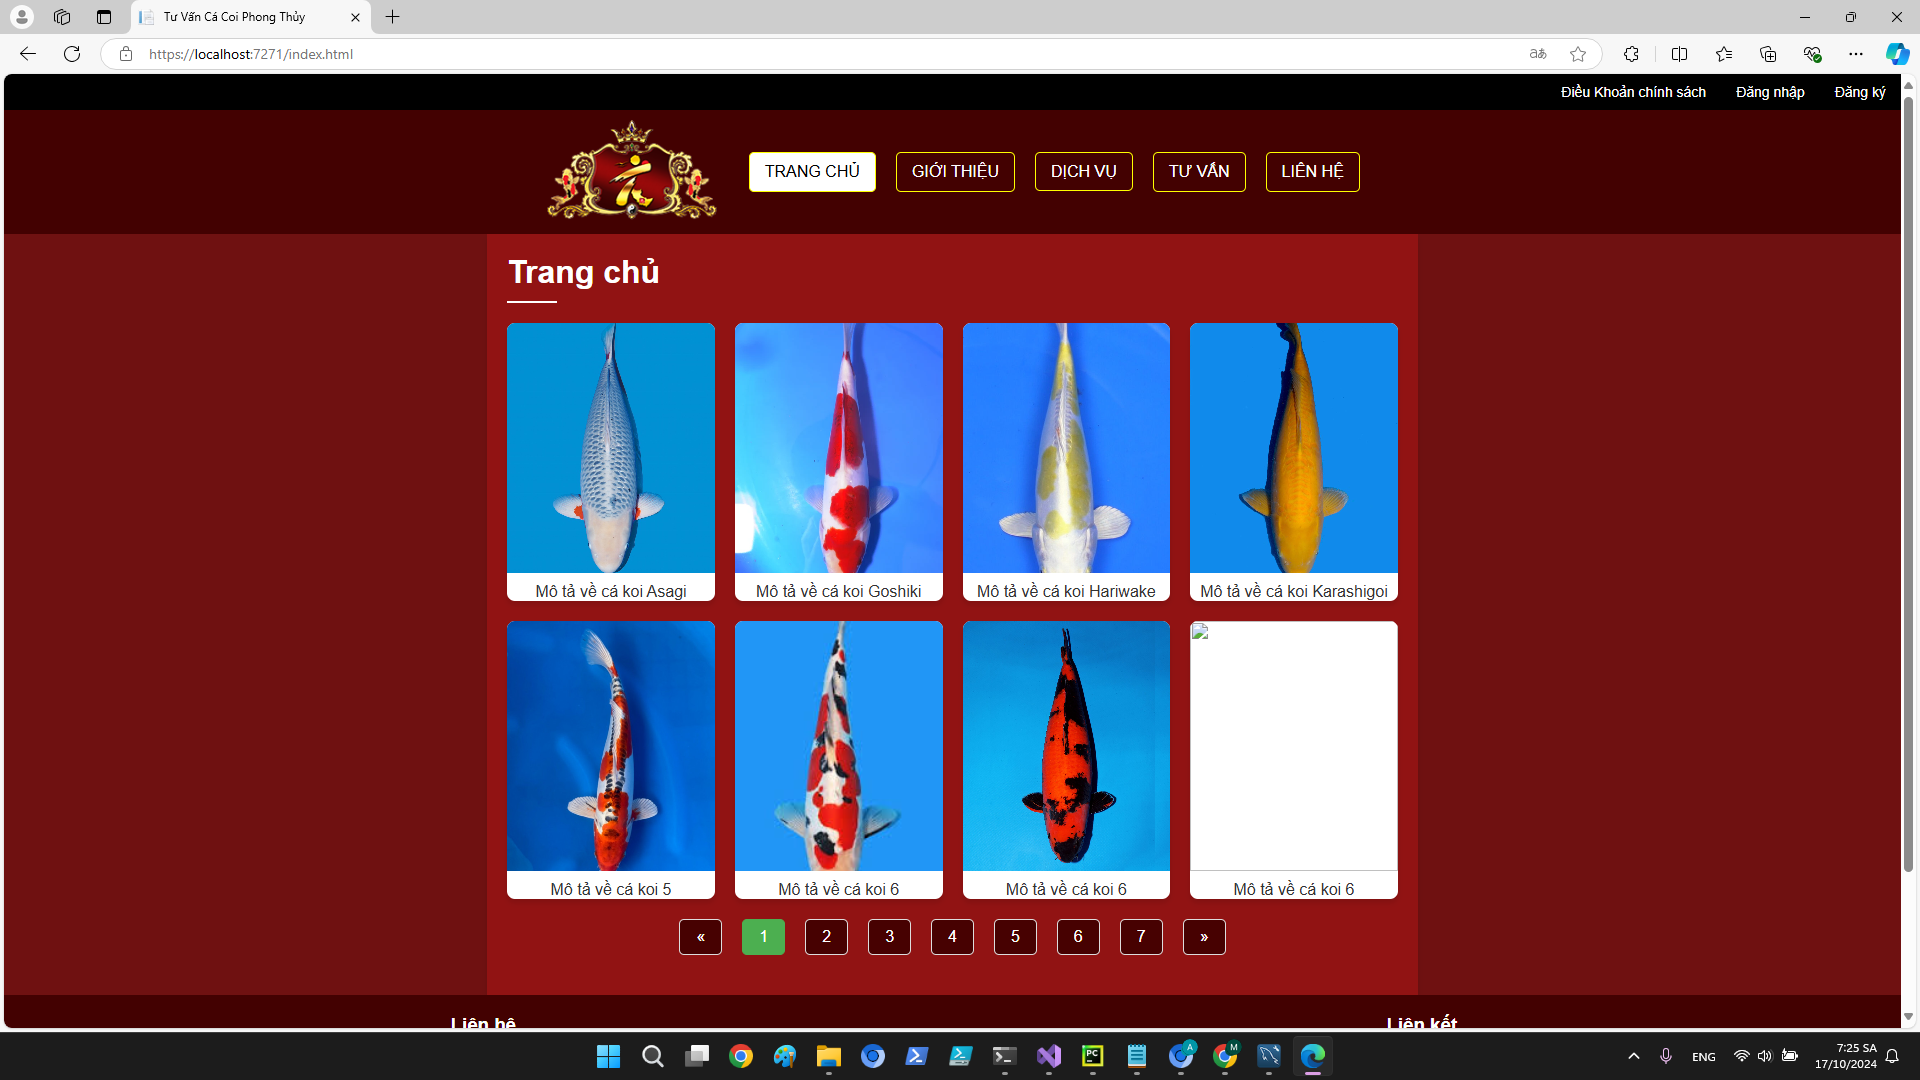 Tư Vấn Cá Coi Phong Thủy
https://localhost:7271/index.html
Điều Khoản chính sách Đăng nhập Đăng ký
TRANG CHỦ GIỚI THIỆU DỊCH VỤ TƯ VẤN LIÊN HỆ
Trang chủ
Mô tả về cá koi Asagi Mô tả về cá koi Goshiki Mô tả về cá koi Hariwake Mô tả về cá koi Karashigoi
Mô tả về cá koi 5 Mô tả về cá koi 6 Mô tả về cá koi 6 Mô tả về cá koi 6
« 1 2 3 4 5 6 7 »
Liên hệ Liên kết
ENG 7:25 SA
17/10/2024